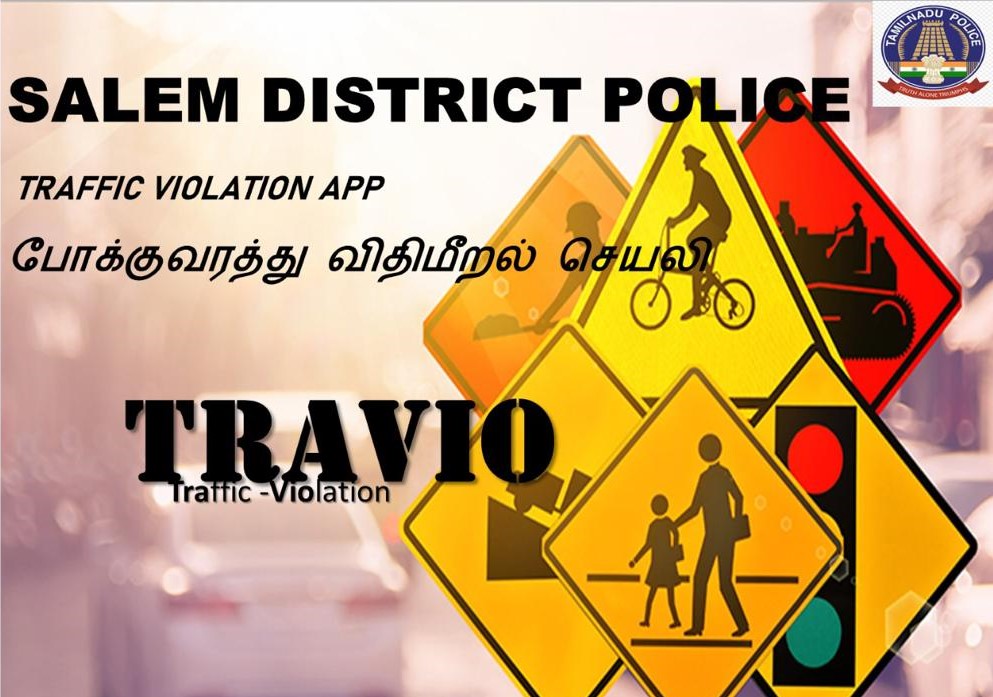 SALEM DISTRICT POLICE
TAMILNADU POLICE
TRUTH ALONE TRIUMPHS
TRAFFIC VIOLATION APP
போக்குவரத்து விதிமீறல் செயலி
TRAVIO
Traffic -Violation